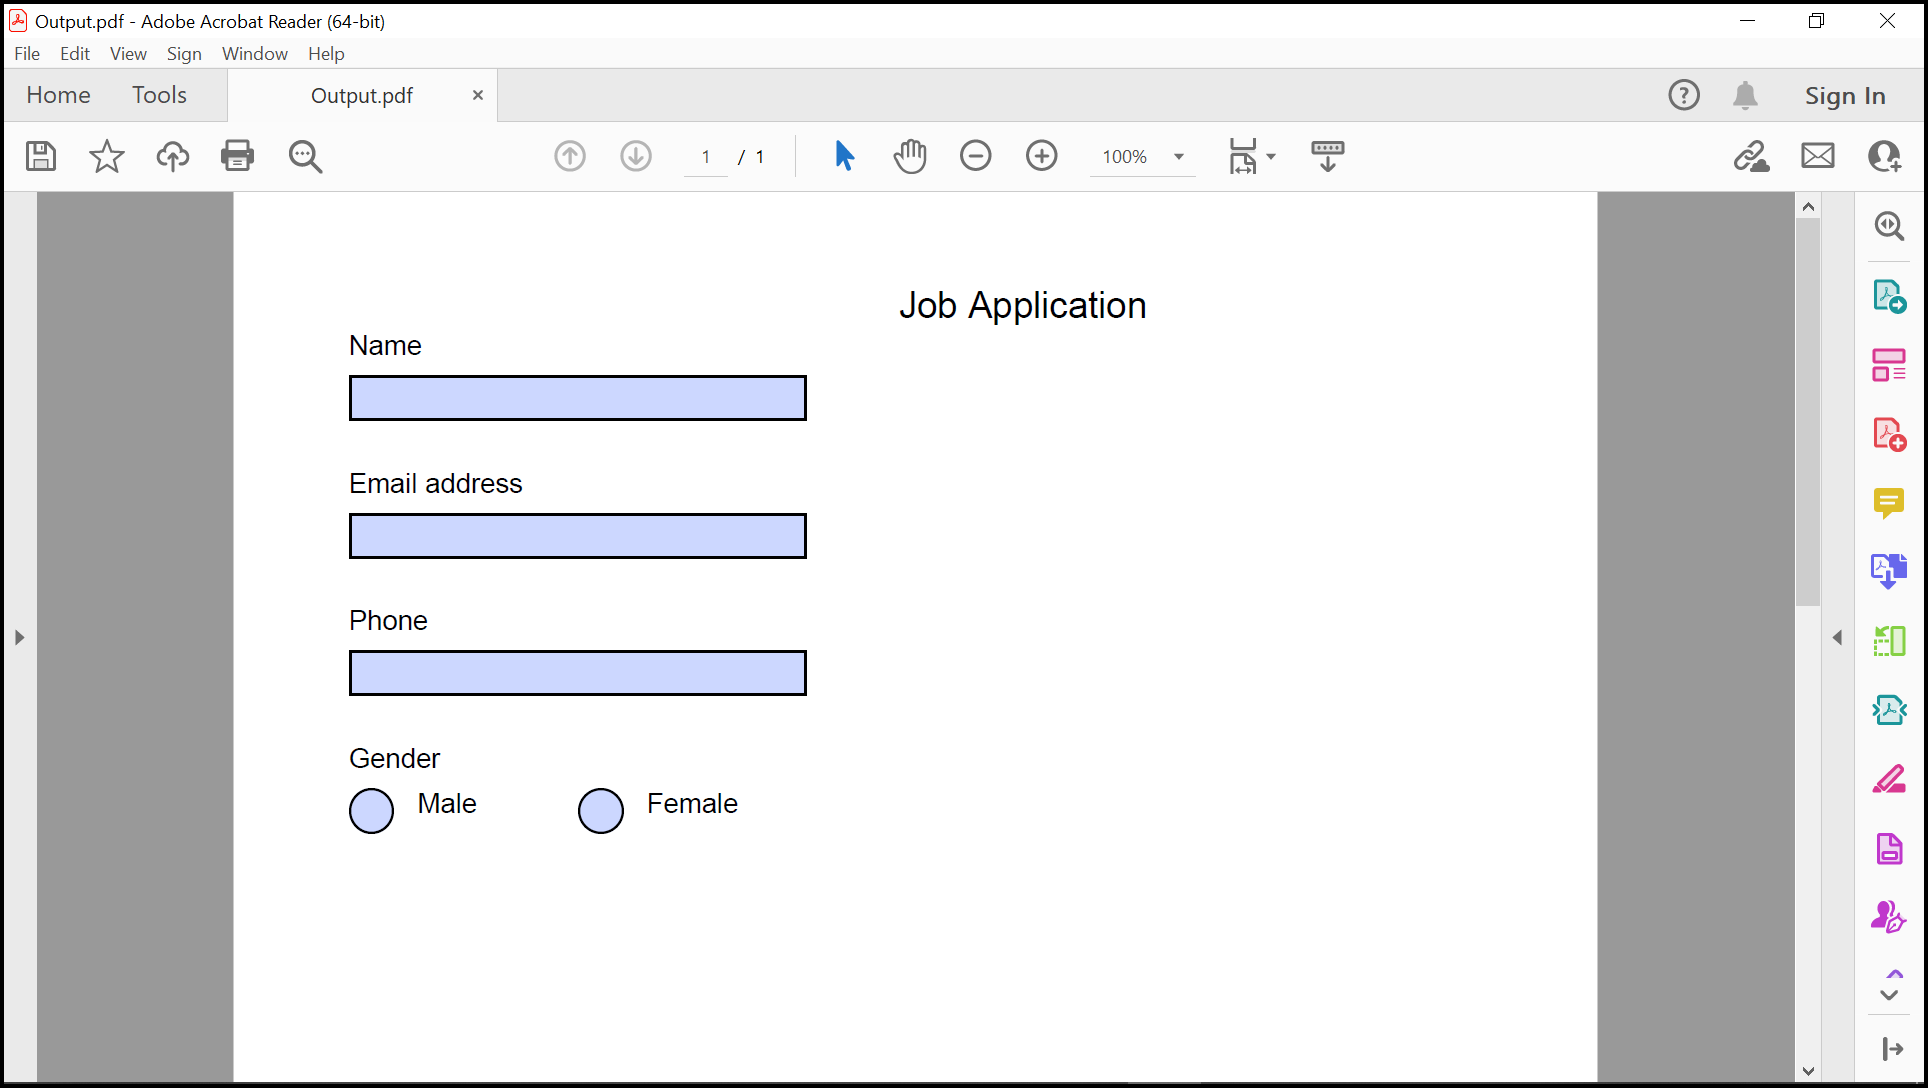 Output.pdf - Adobe Acrobat Reader (64-bit)
File Edit View Sign Window Help
Home Tools Output.pdf × ? Sign In
1 / 1 100%
Job Application
Name
Email address
Phone
Gender
Male Female